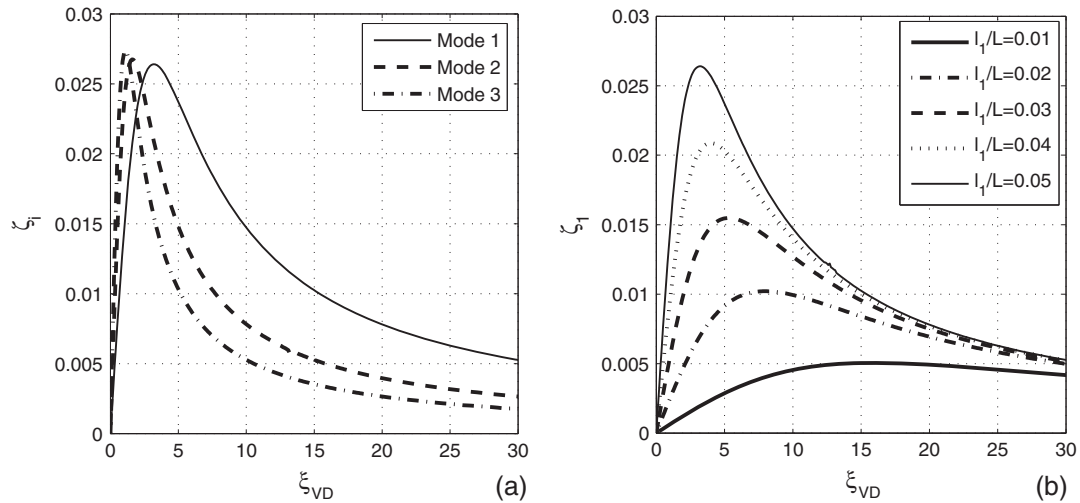 0.03
0.025
0.02
0.015
0.01
0.005
0
ζi
0 5 10 15 20 25 30
ξVD
(a)
Mode 1
Mode 2
Mode 3
0.03
0.025
0.02
0.015
0.01
0.005
0
ζ1
0 5 10 15 20 25 30
ξVD
(b)
l1/L=0.01
l1/L=0.02
l1/L=0.03
l1/L=0.04
l1/L=0.05